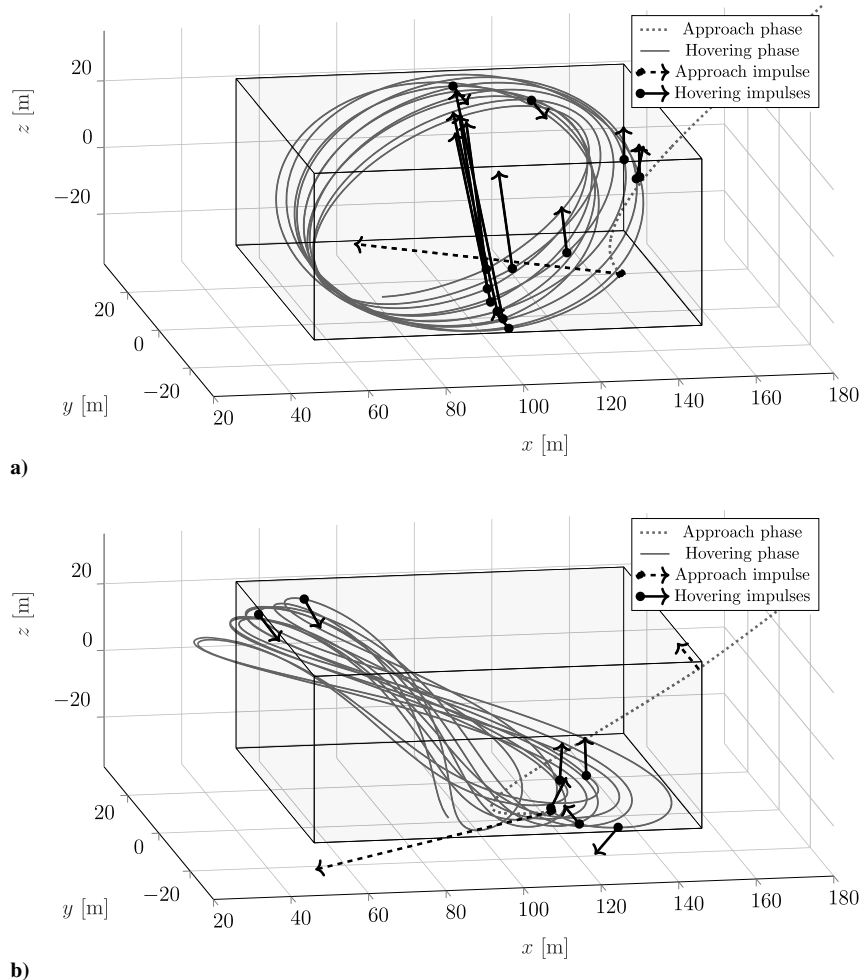 Approach phase
Hovering phase
Approach impulse
Hovering impulses
20
0
−20
z [m]
20
0
−20
y [m]
20
40
60
80
100
120
140
160
180
x [m]
a)
Approach phase
Hovering phase
Approach impulse
Hovering impulses
20
0
−20
z [m]
20
0
−20
y [m]
20
40
60
80
100
120
140
160
180
x [m]
b)